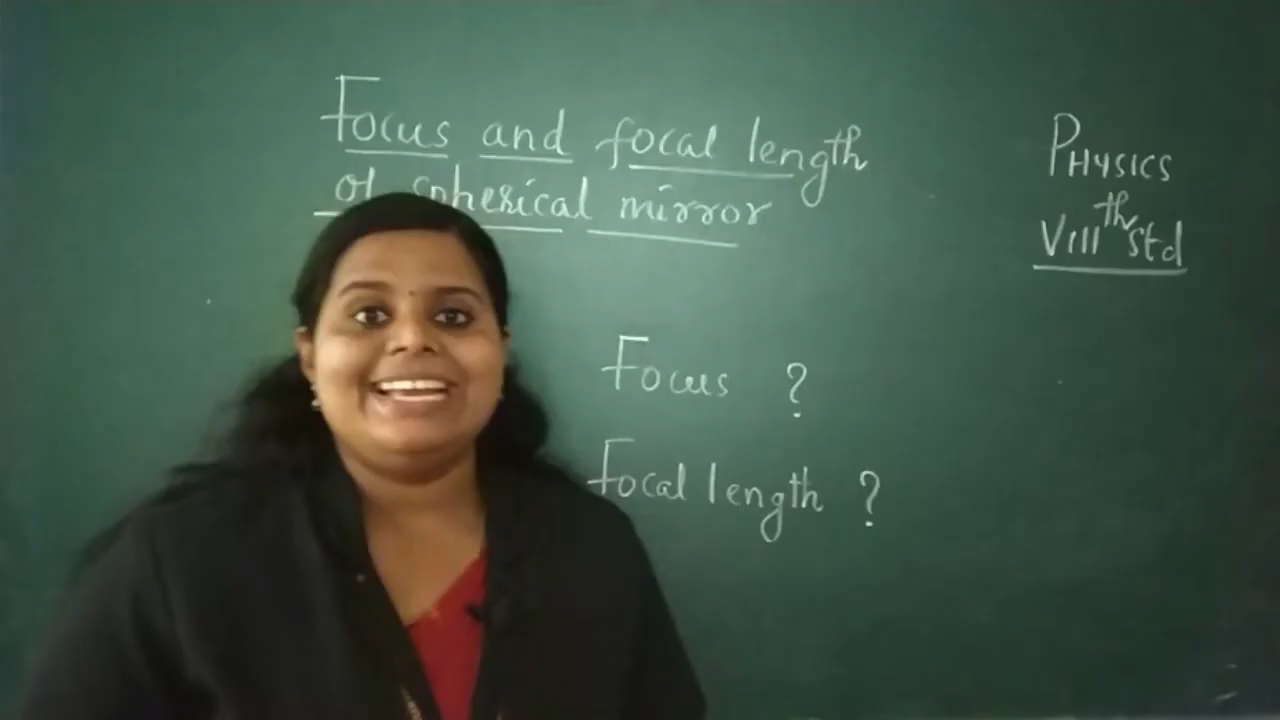 Focus and focal length
of spherical mirror
PHYSICS
VIIIth Std
Focus ?
Focal length ?